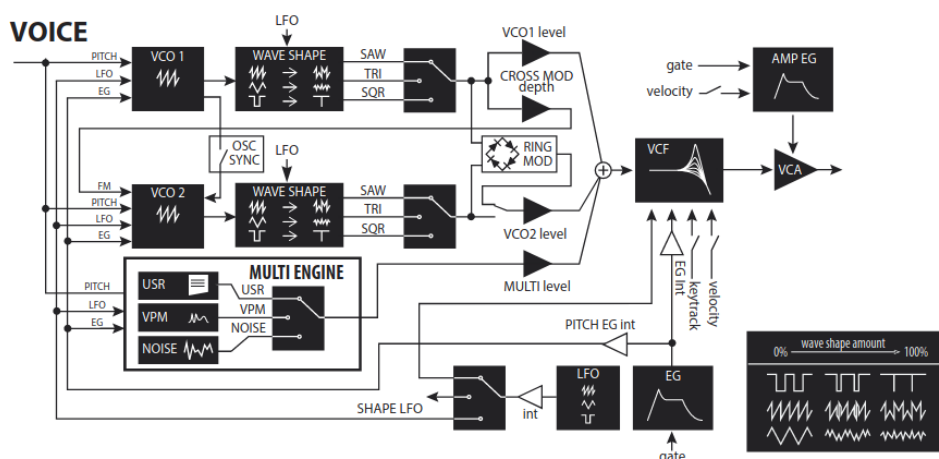 VOICE
LFO
VCO1 level
PITCH
VCO 1
WAVE SHAPE
SAW
AMP EG
LFO
TRI
CROSS MOD
depth
gate
EG
SQR
velocity
OSC
SYNC
LFO
RING
MOD
VCF
VCA
FM
VCO 2
WAVE SHAPE
SAW
PITCH
TRI
LFO
SQR
VCO2 level
EG
MULTI ENGINE
PITCH
USR
USR
MULTI level
EG Int
keytrack
velocity
LFO
VPM
VPM
EG
NOISE
NOISE
PITCH EG int
0%
wave shape amount
100%
LFO
EG
SHAPE LFO
int
gate